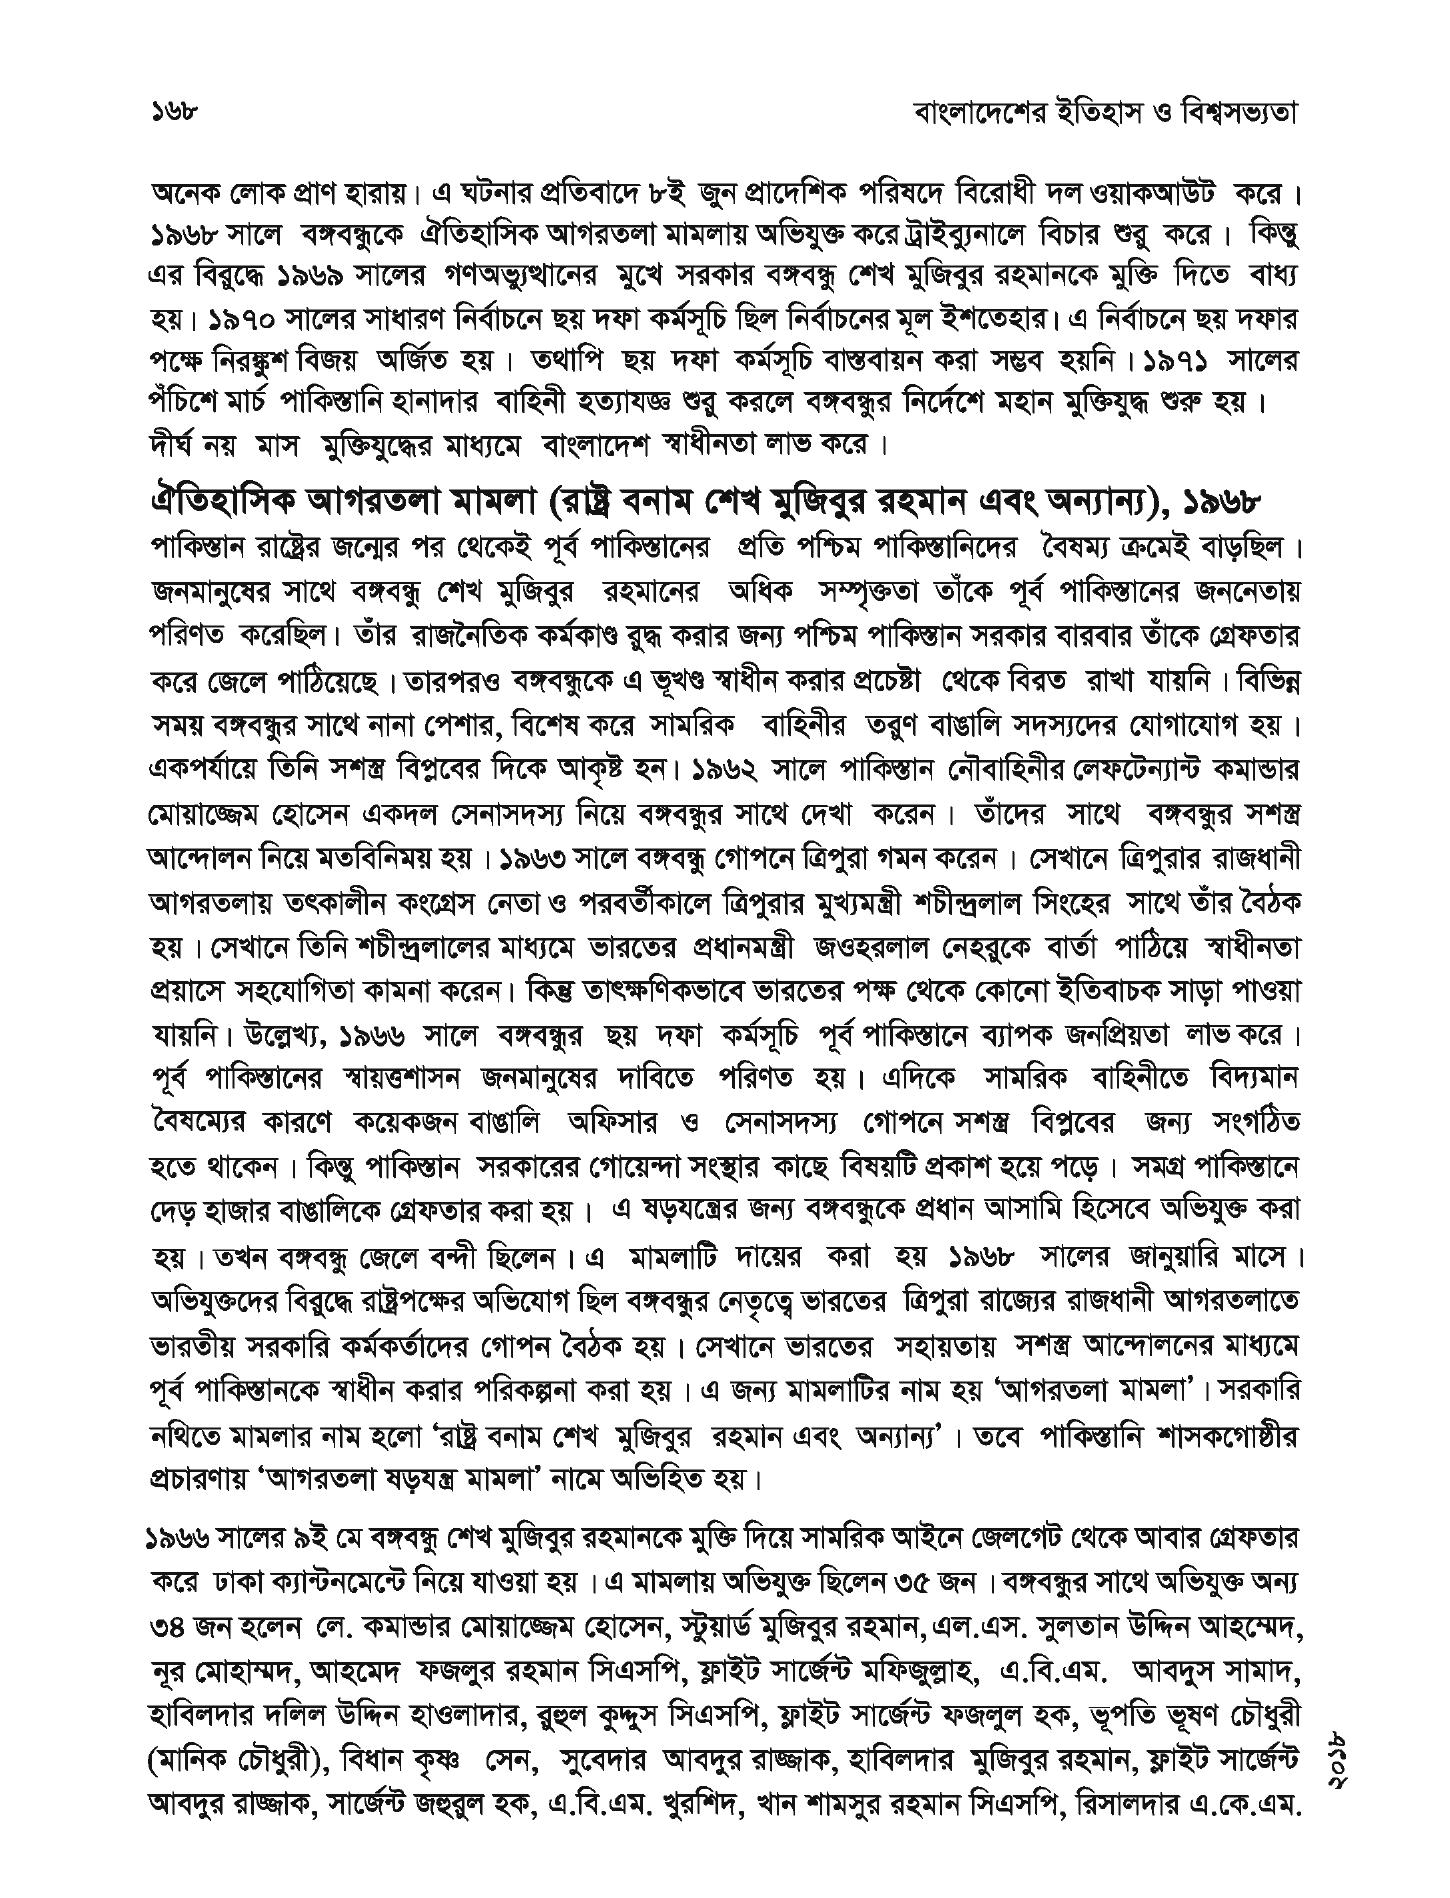 ১৬৮
বাংলাদেশের ইতিহাস ও বিশ্বসভ্যতা
অনেক লোক প্রাণ হারায়। এ ঘটনার প্রতিবাদে ৮ই জুন প্রাদেশিক পরিষদে বিরোধী দল ওয়াকআউট করে।
১৯৬৮ সালে বঙ্গবন্ধুকে ঐতিহাসিক আগরতলা মামলায় অভিযুক্ত করে ট্রাইব্যুনালে বিচার শুরু করে। কিন্তু
এর বিরুদ্ধে ১৯৬৯ সালের গণঅভ্যুত্থানের মুখে সরকার বঙ্গবন্ধু শেখ মুজিবুর রহমানকে মুক্তি দিতে বাধ্য
হয়। ১৯৭০ সালের সাধারণ নির্বাচনে ছয় দফা কর্মসূচি ছিল নির্বাচনের মূল ইশতেহার। এ নির্বাচনে ছয় দফার
পক্ষে নিরঙ্কুশ বিজয় অর্জিত হয়। তথাপি ছয় দফা কর্মসূচি বাস্তবায়ন করা সম্ভব হয়নি। ১৯৭১ সালের
পঁচিশে মার্চ পাকিস্তানি হানাদার বাহিনী হত্যাযজ্ঞ শুরু করলে বঙ্গবন্ধুর নির্দেশে মহান মুক্তিযুদ্ধ শুরু হয়।
দীর্ঘ নয় মাস মুক্তিযুদ্ধের মাধ্যমে বাংলাদেশ স্বাধীনতা লাভ করে।
ঐতিহাসিক আগরতলা মামলা (রাষ্ট্র বনাম শেখ মুজিবুর রহমান এবং অন্যান্য), ১৯৬৮
পাকিস্তান রাষ্ট্রের জন্মের পর থেকেই পূর্ব পাকিস্তানের প্রতি পশ্চিম পাকিস্তানিদের বৈষম্য ক্রমেই বাড়ছিল।
জনমানুষের সাথে বঙ্গবন্ধু শেখ মুজিবুর রহমানের অধিক সম্পৃক্ততা তাঁকে পূর্ব পাকিস্তানের জননেতায়
পরিণত করেছিল। তাঁর রাজনৈতিক কর্মকাণ্ড রুদ্ধ করার জন্য পশ্চিম পাকিস্তান সরকার বারবার তাঁকে গ্রেফতার
করে জেলে পাঠিয়েছে। তারপরও বঙ্গবন্ধুকে এ ভূখণ্ড স্বাধীন করার প্রচেষ্টা থেকে বিরত রাখা যায়নি। বিভিন্ন
সময় বঙ্গবন্ধুর সাথে নানা পেশার, বিশেষ করে সামরিক বাহিনীর তরুণ বাঙালি সদস্যদের যোগাযোগ হয়।
একপর্যায়ে তিনি সশস্ত্র বিপ্লবের দিকে আকৃষ্ট হন। ১৯৬২ সালে পাকিস্তান নৌবাহিনীর লেফটেন্যান্ট কমান্ডার
মোয়াজ্জেম হোসেন একদল সেনাসদস্য নিয়ে বঙ্গবন্ধুর সাথে দেখা করেন। তাঁদের সাথে বঙ্গবন্ধুর সশস্ত্র
আন্দোলন নিয়ে মতবিনিময় হয়। ১৯৬৩ সালে বঙ্গবন্ধু গোপনে ত্রিপুরা গমন করেন। সেখানে ত্রিপুরার রাজধানী
আগরতলায় তৎকালীন কংগ্রেস নেতা ও পরবর্তীকালে ত্রিপুরার মুখ্যমন্ত্রী শচীন্দ্রলাল সিংহের সাথে তাঁর বৈঠক
হয়। সেখানে তিনি শচীন্দ্রলালের মাধ্যমে ভারতের প্রধানমন্ত্রী জওহরলাল নেহরুকে বার্তা পাঠিয়ে স্বাধীনতা
প্রয়াসে সহযোগিতা কামনা করেন। কিন্তু তাৎক্ষণিকভাবে ভারতের পক্ষ থেকে কোনো ইতিবাচক সাড়া পাওয়া
যায়নি। উল্লেখ্য, ১৯৬৬ সালে বঙ্গবন্ধুর ছয় দফা কর্মসূচি পূর্ব পাকিস্তানে ব্যাপক জনপ্রিয়তা লাভ করে।
পূর্ব পাকিস্তানের স্বায়ত্তশাসন জনমানুষের দাবিতে পরিণত হয়। এদিকে সামরিক বাহিনীতে বিদ্যমান
বৈষম্যের কারণে কয়েকজন বাঙালি অফিসার ও সেনাসদস্য গোপনে সশস্ত্র বিপ্লবের জন্য সংগঠিত
হতে থাকেন। কিন্তু পাকিস্তান সরকারের গোয়েন্দা সংস্থার কাছে বিষয়টি প্রকাশ হয়ে পড়ে। সমগ্র পাকিস্তানে
দেড় হাজার বাঙালিকে গ্রেফতার করা হয়। এ ষড়যন্ত্রের জন্য বঙ্গবন্ধুকে প্রধান আসামি হিসেবে অভিযুক্ত করা
হয়। তখন বঙ্গবন্ধু জেলে বন্দী ছিলেন। এ মামলাটি দায়ের করা হয় ১৯৬৮ সালের জানুয়ারি মাসে।
অভিযুক্তদের বিরুদ্ধে রাষ্ট্রপক্ষের অভিযোগ ছিল বঙ্গবন্ধুর নেতৃত্বে ভারতের ত্রিপুরা রাজ্যের রাজধানী আগরতলাতে
ভারতীয় সরকারি কর্মকর্তাদের গোপন বৈঠক হয়। সেখানে ভারতের সহায়তায় সশস্ত্র আন্দোলনের মাধ্যমে
পূর্ব পাকিস্তানকে স্বাধীন করার পরিকল্পনা করা হয়। এ জন্য মামলাটির নাম হয় ‘আগরতলা মামলা’। সরকারি
নথিতে মামলার নাম হলো ‘রাষ্ট্র বনাম শেখ মুজিবুর রহমান এবং অন্যান্য’। তবে পাকিস্তানি শাসকগোষ্ঠীর
প্রচারণায় ‘আগরতলা ষড়যন্ত্র মামলা’ নামে অভিহিত হয়।
১৯৬৬ সালের ৯ই মে বঙ্গবন্ধু শেখ মুজিবুর রহমানকে মুক্তি দিয়ে সামরিক আইনে জেলগেট থেকে আবার গ্রেফতার
করে ঢাকা ক্যান্টনমেন্টে নিয়ে যাওয়া হয়। এ মামলায় অভিযুক্ত ছিলেন ৩৫ জন। বঙ্গবন্ধুর সাথে অভিযুক্ত অন্য
৩৪ জন হলেন লে. কমান্ডার মোয়াজ্জেম হোসেন, স্টুয়ার্ড মুজিবুর রহমান, এল.এস. সুলতান উদ্দিন আহম্মেদ,
নূর মোহাম্মদ, আহমেদ ফজলুর রহমান সিএসপি, ফ্লাইট সার্জেন্ট মফিজুল্লাহ, এ.বি.এম. আবদুস সামাদ,
হাবিলদার দলিল উদ্দিন হাওলাদার, রুহুল কুদ্দুস সিএসপি, ফ্লাইট সার্জেন্ট ফজলুল হক, ভূপতি ভূষণ চৌধুরী
(মানিক চৌধুরী), বিধান কৃষ্ণ সেন, সুবেদার আবদুর রাজ্জাক, হাবিলদার মুজিবুর রহমান, ফ্লাইট সার্জেন্ট
আবদুর রাজ্জাক, সার্জেন্ট জহুরুল হক, এ.বি.এম. খুরশিদ, খান শামসুর রহমান সিএসপি, রিসালদার এ.কে.এম.
২০১৮